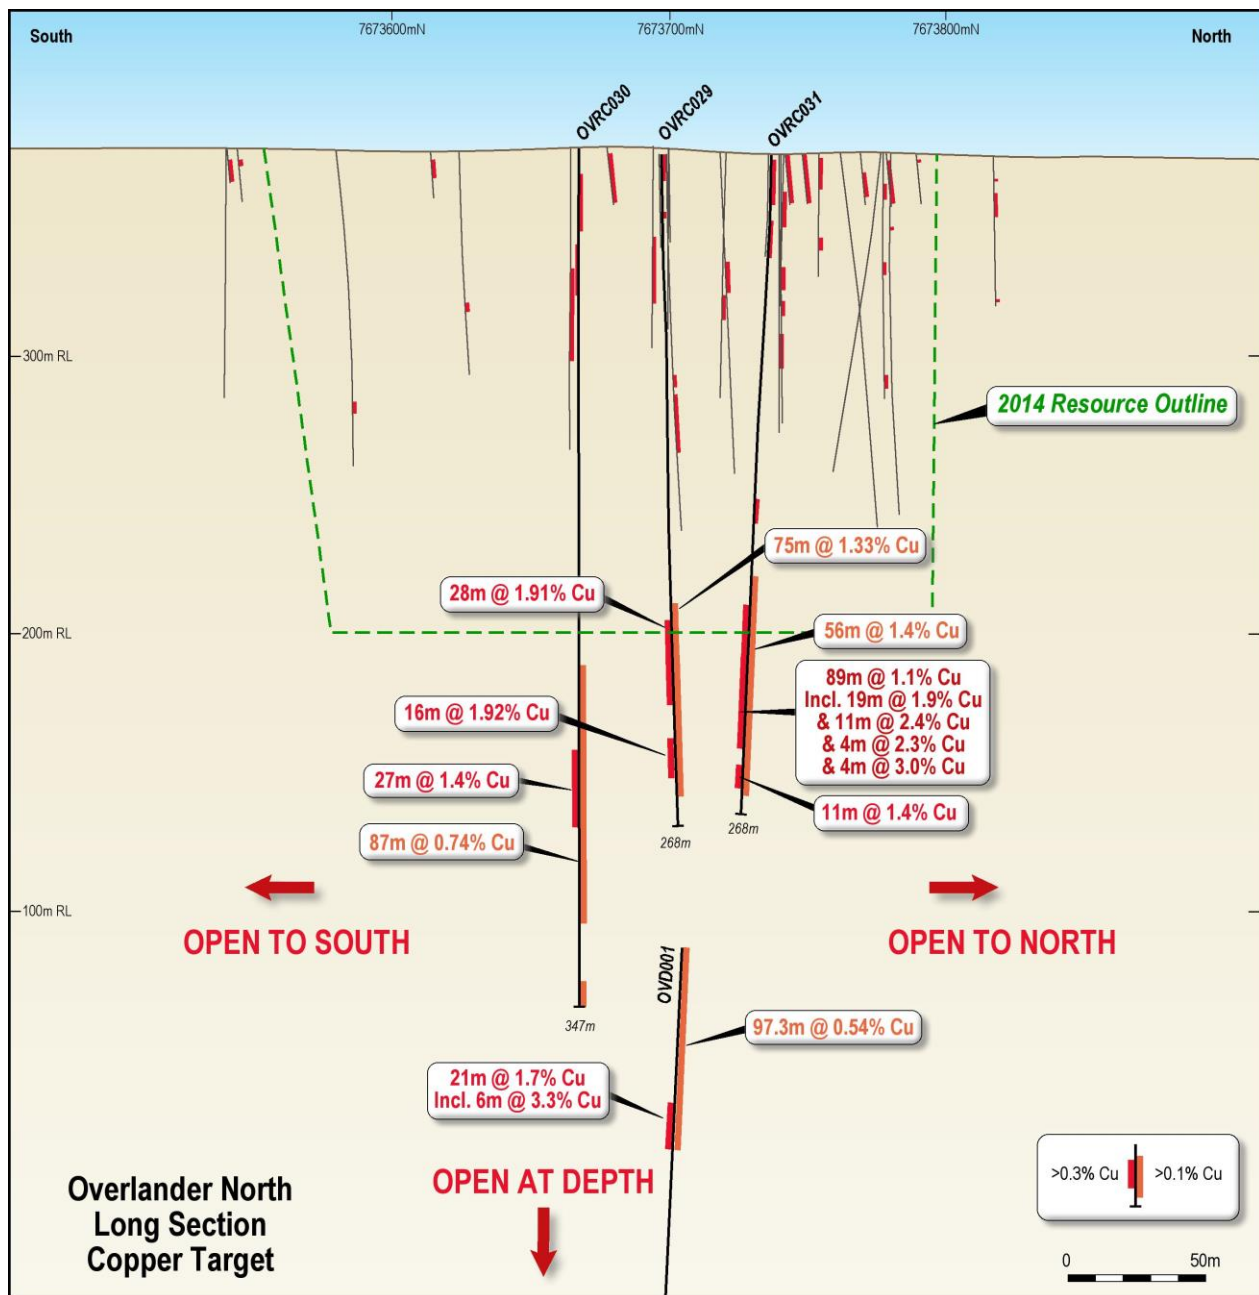 7673600mN
7673700mN
7673800mN
South
North
OVRC030
OVRC029
OVRC031
300m RL
2014 Resource Outline
75m @ 1.33% Cu
28m @ 1.91% Cu
200m RL
56m @ 1.4% Cu
89m @ 1.1% Cu
Incl. 19m @ 1.9% Cu
& 11m @ 2.4% Cu
& 4m @ 2.3% Cu
& 4m @ 3.0% Cu
16m @ 1.92% Cu
27m @ 1.4% Cu
11m @ 1.4% Cu
87m @ 0.74% Cu
268m
268m
100m RL
OPEN TO SOUTH
OPEN TO NORTH
OVD001
347m
97.3m @ 0.54% Cu
21m @ 1.7% Cu
Incl. 6m @ 3.3% Cu
OPEN AT DEPTH
>0.3% Cu
>0.1% Cu
Overlander North
Long Section
Copper Target
0
50m